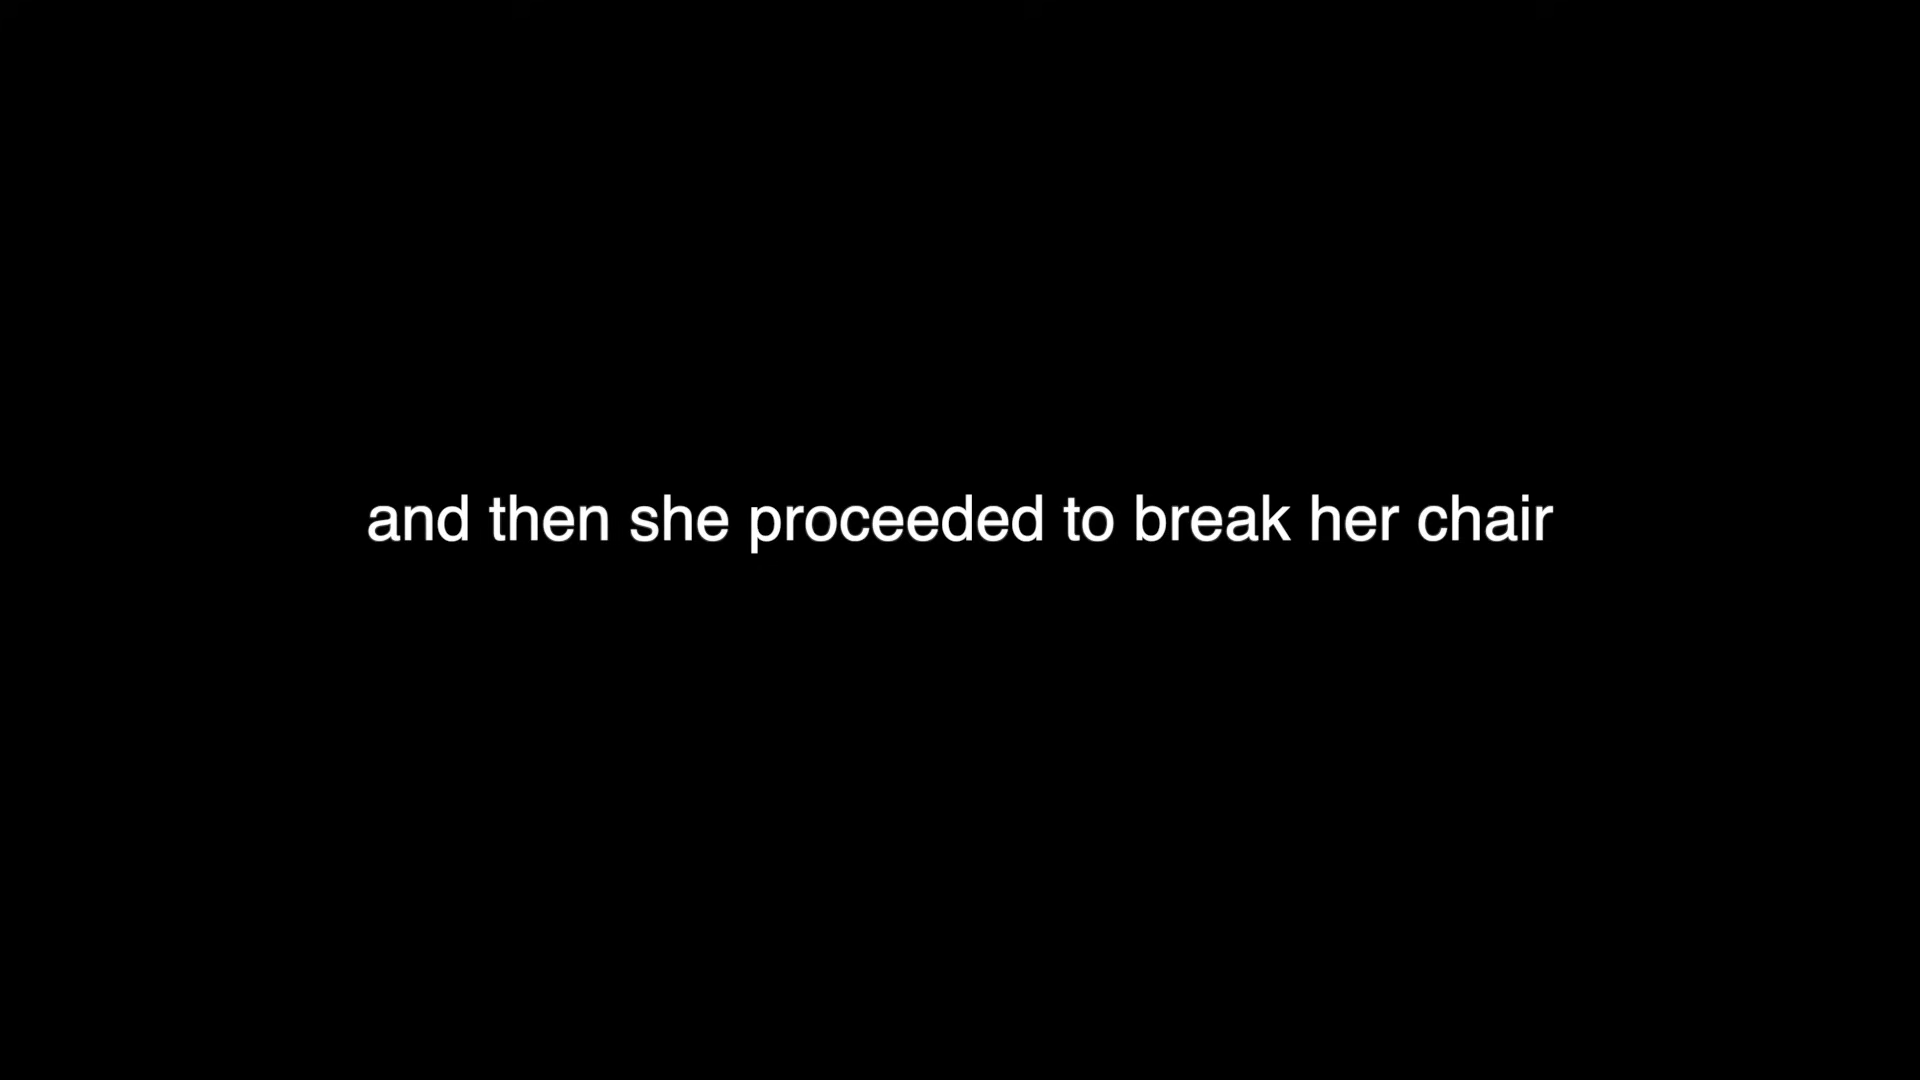 and then she proceeded to break her chair